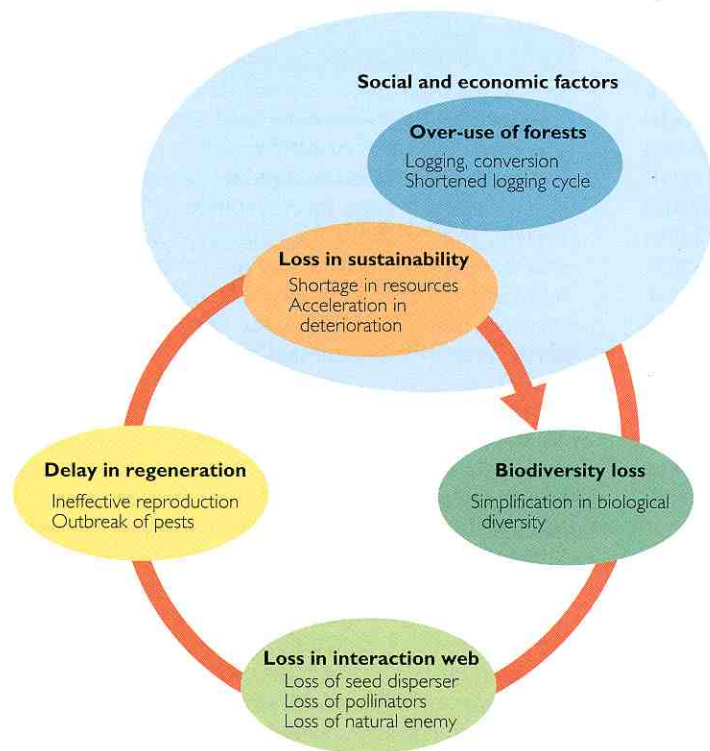 Social and economic factors
Over-use of forests
Logging, conversion
Shortened logging cycle
Loss in sustainability
Shortage in resources
Acceleration in
deterioration
Delay in regeneration
Ineffective reproduction
Outbreak of pests
Biodiversity loss
Simplification in biological
diversity
Loss in interaction web
Loss of seed disperser
Loss of pollinators
Loss of natural enemy